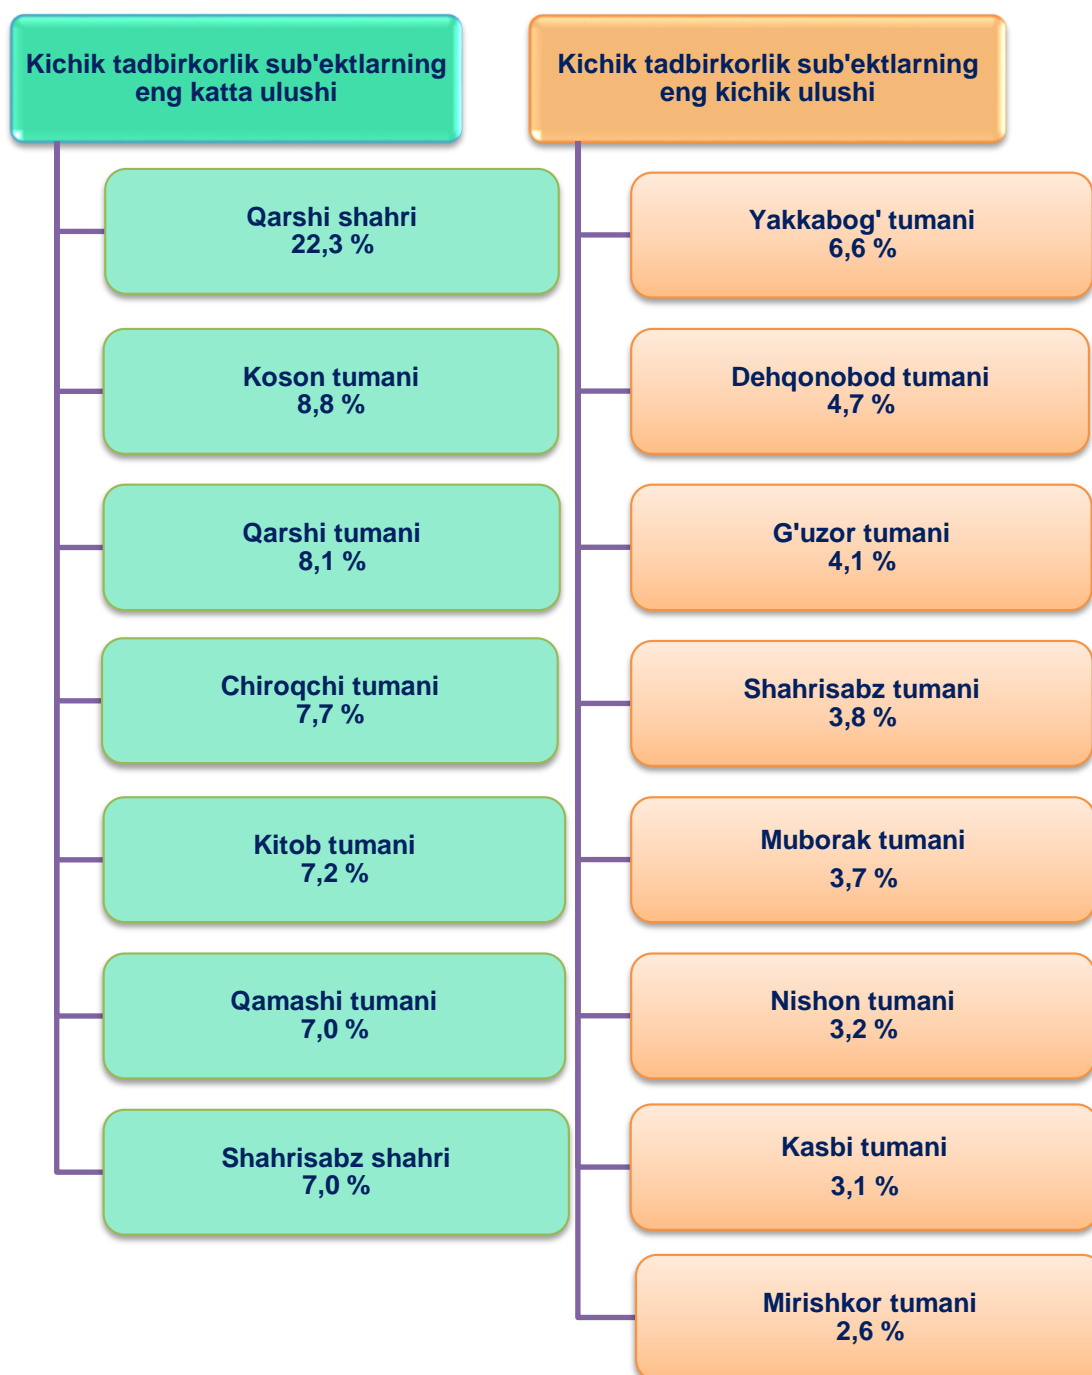 Kichik tadbirkorlik sub'ektlarning
eng katta ulushi
Qarshi shahri
22,3 %
Koson tumani
8,8 %
Qarshi tumani
8,1 %
Chiroqchi tumani
7,7 %
Kitob tumani
7,2 %
Qamashi tumani
7,0 %
Shahrisabz shahri
7,0 %
Kichik tadbirkorlik sub'ektlarning
eng kichik ulushi
Yakkabog' tumani
6,6 %
Dehqonobod tumani
4,7 %
G'uzor tumani
4,1 %
Shahrisabz tumani
3,8 %
Muborak tumani
3,7 %
Nishon tumani
3,2 %
Kasbi tumani
3,1 %
Mirishkor tumani
2,6 %